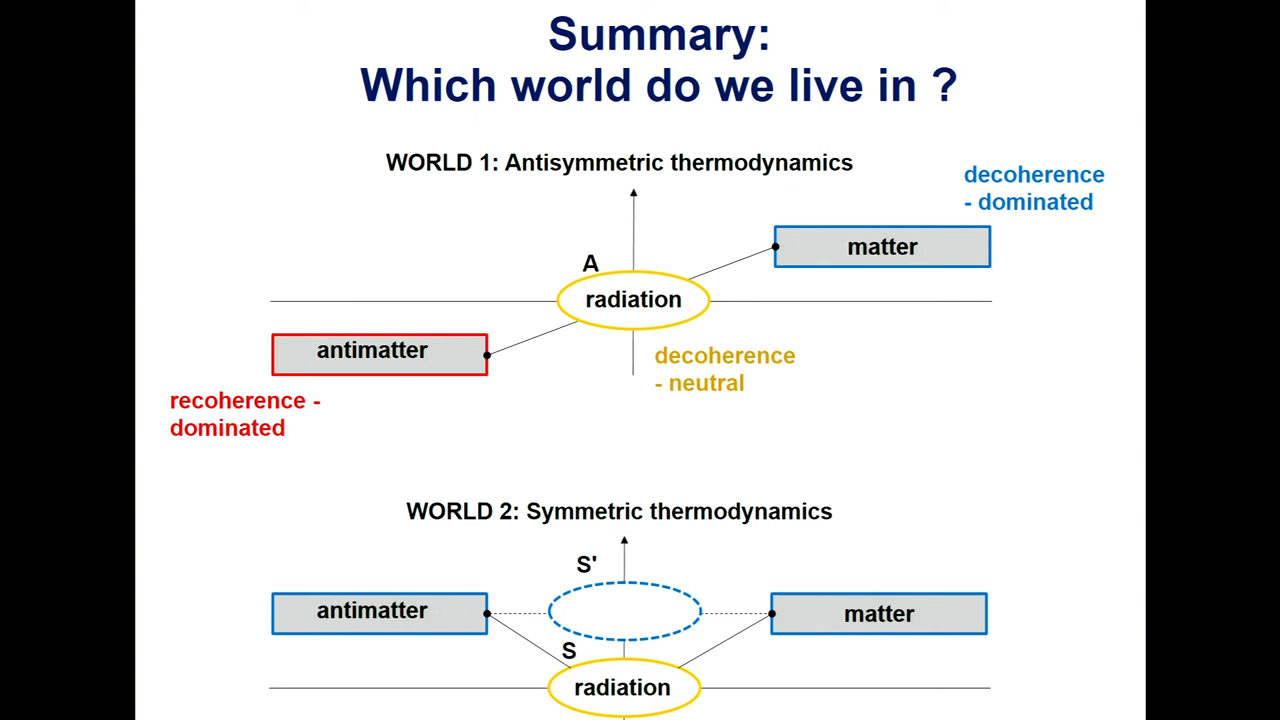 Summary:
Which world do we live in ?
WORLD 1: Antisymmetric thermodynamics
decoherence
- dominated
matter
A
radiation
antimatter
decoherence
- neutral
recoherence -
dominated
WORLD 2: Symmetric thermodynamics
S'
antimatter
matter
S
radiation